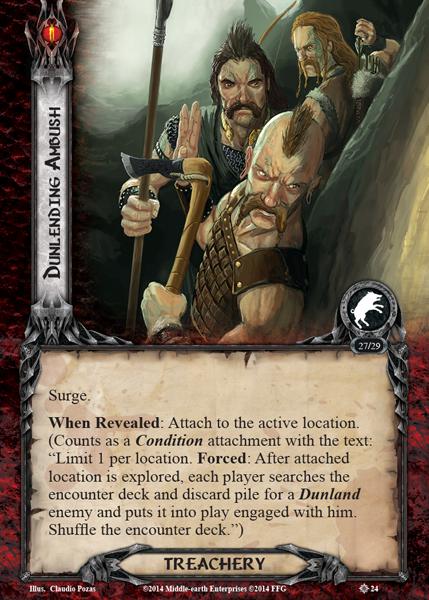 DUNLENDING AMBUSH
27/29
Surge.
When Revealed: Attach to the active location.
(Counts as a Condition attachment with the text:
“Limit 1 per location. Forced: After attached
location is explored, each player searches the
encounter deck and discard pile for a Dunland
enemy and puts it into play engaged with him.
Shuffle the encounter deck.”)
TREACHERY
Illus. Claudio Pozas ©2014 Middle-earth Enterprises ©2014 FFG 24